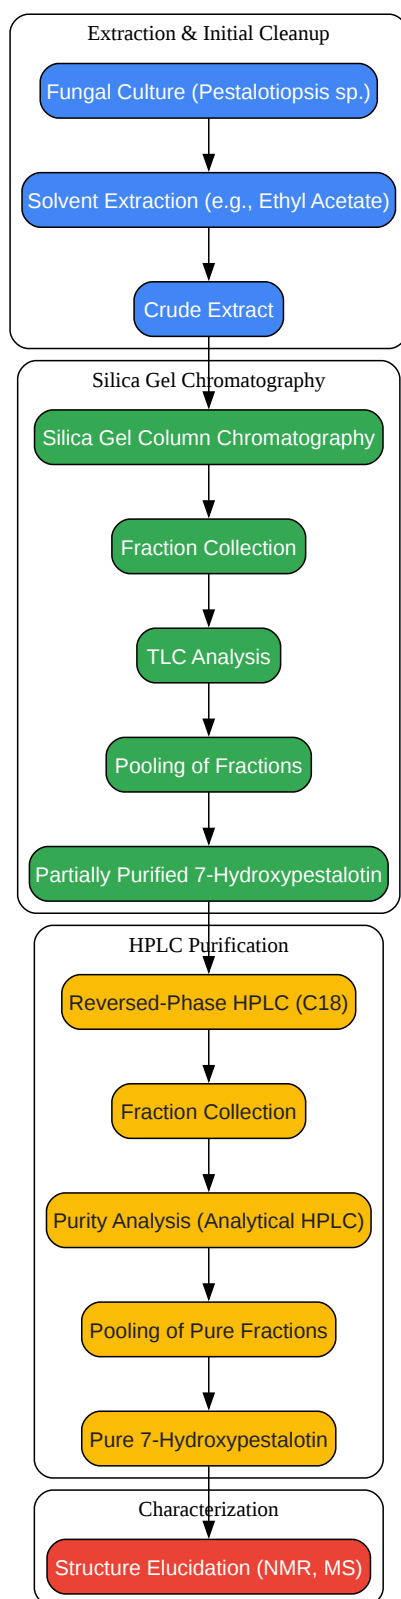 Extraction & Initial Cleanup
Fungal Culture (Pestalotiopsis sp.)
Solvent Extraction (e.g., Ethyl Acetate)
Crude Extract
Silica Gel Chromatography
Silica Gel Column Chromatography
Fraction Collection
TLC Analysis
Pooling of Fractions
Partially Purified 7-Hydroxypestalotin
HPLC Purification
Reversed-Phase HPLC (C18)
Fraction Collection
Purity Analysis (Analytical HPLC)
Pooling of Pure Fractions
Pure 7-Hydroxypestalotin
Characterization
Structure Elucidation (NMR, MS)